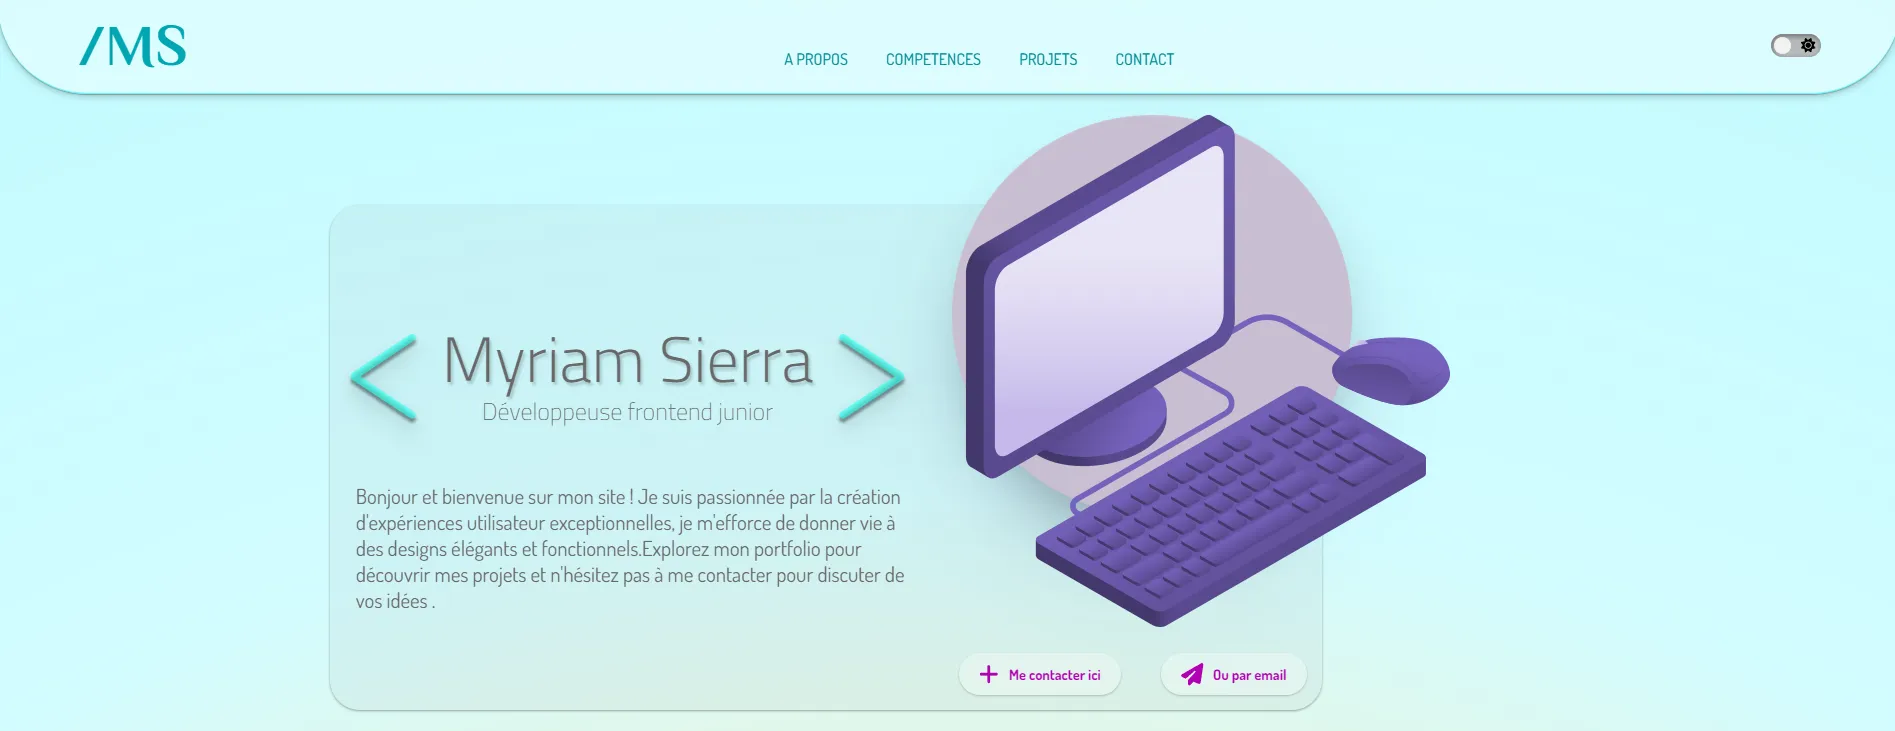 /MS
A PROPOS
COMPETENCES
PROJETS
CONTACT
Myriam Sierra
Développeuse frontend junior
Bonjour et bienvenue sur mon site ! Je suis passionnée par la création
d'expériences utilisateur exceptionnelles, je m'efforce de donner vie à
des designs élégants et fonctionnels.Explorez mon portfolio pour
découvrir mes projets et n'hésitez pas à me contacter pour discuter de
vos idées .
Me contacter ici
Ou par email